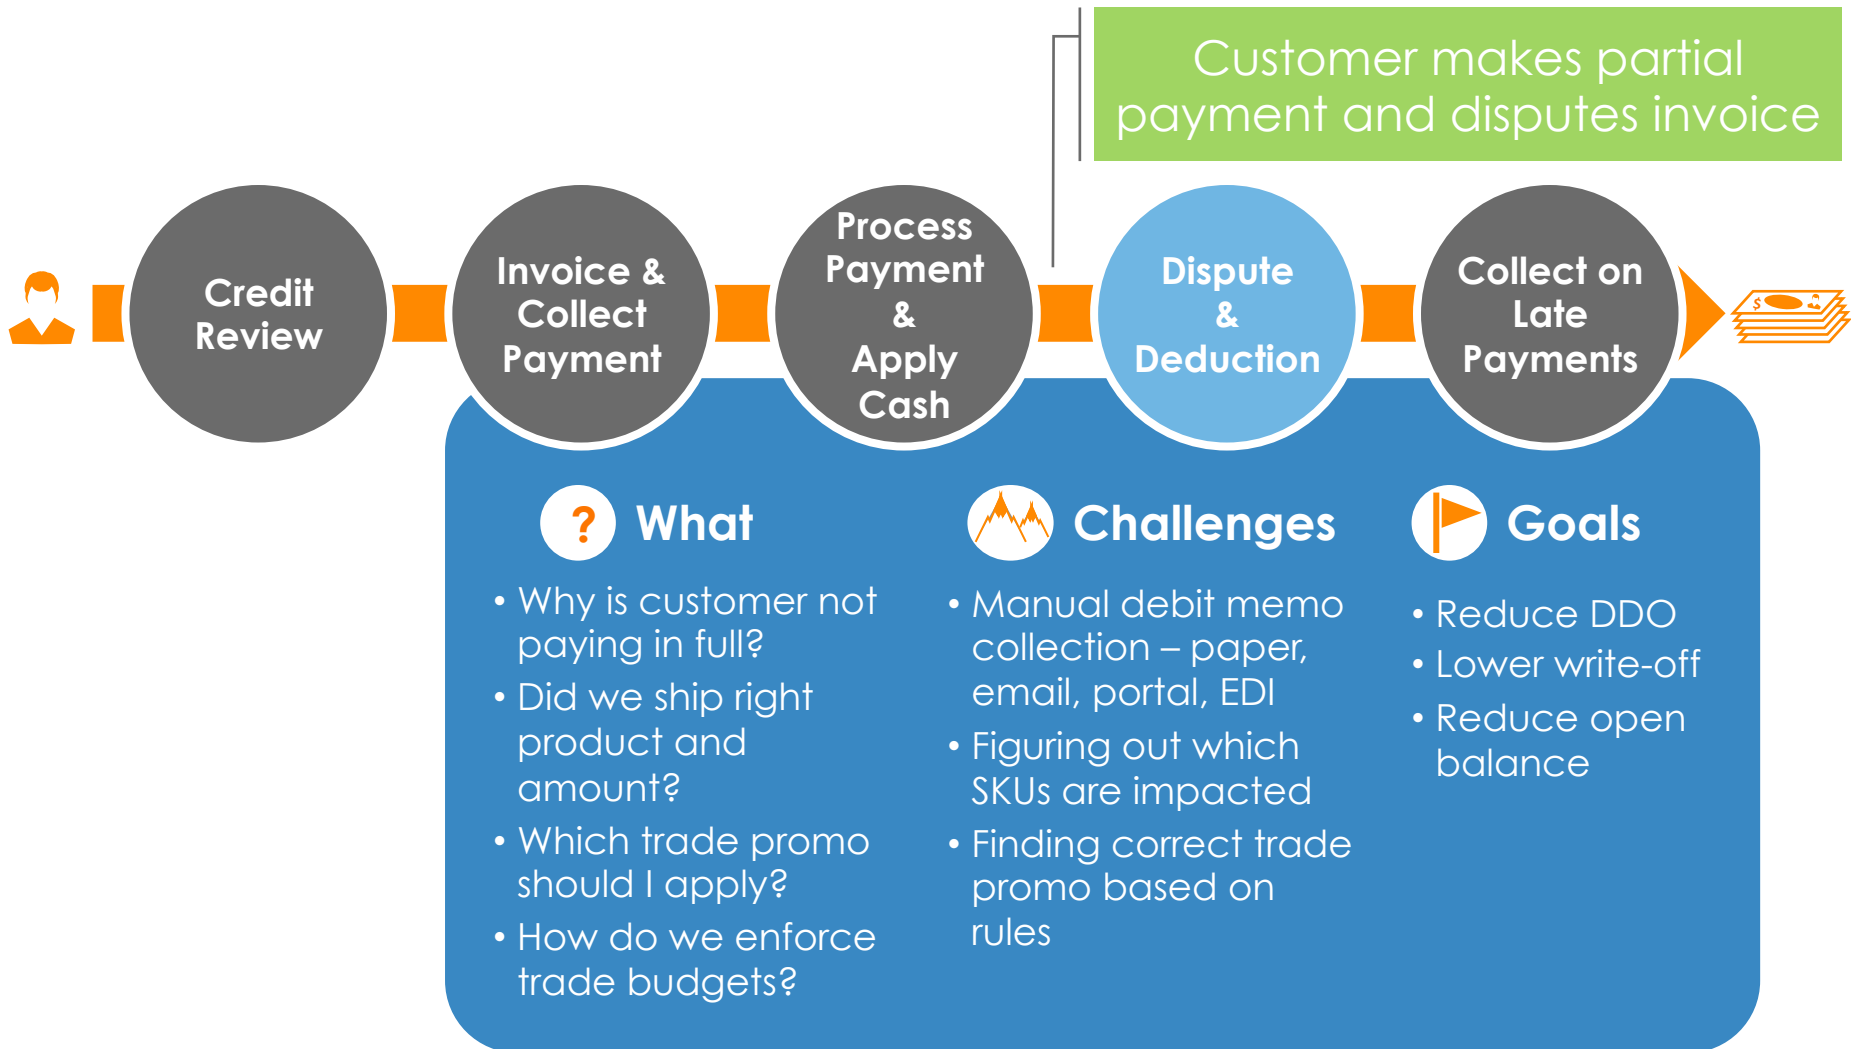 Customer makes partial
payment and disputes invoice
Credit
Review
Invoice &
Collect
Payment
Process
Payment
&
Apply
Cash
Dispute
&
Deduction
Collect on
Late
Payments
$
?
What
• Why is customer not
paying in full?
• Did we ship right
product and
amount?
• Which trade promo
should I apply?
• How do we enforce
trade budgets?
Challenges
• Manual debit memo
collection – paper,
email, portal, EDI
• Figuring out which
SKUs are impacted
• Finding correct trade
promo based on
rules
Goals
• Reduce DDO
• Lower write-off
• Reduce open
balance